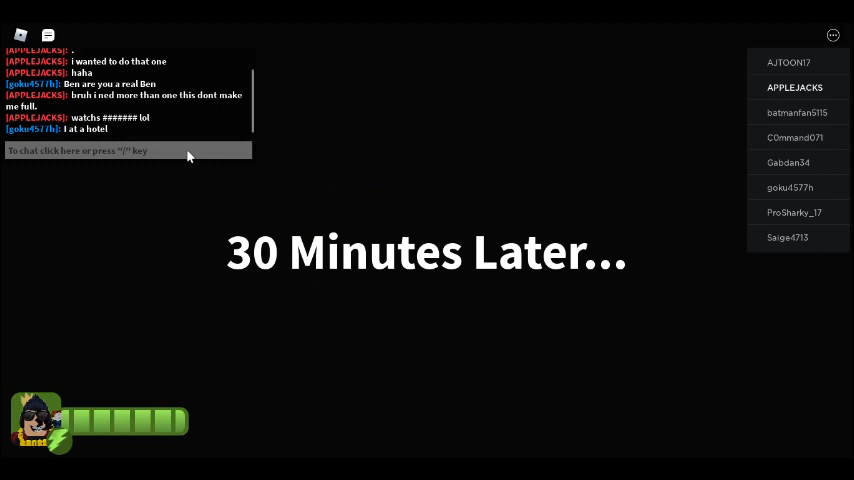 [APPLEJACKS]: .
[APPLEJACKS]: i wanted to do that one
[APPLEJACKS]: haha
[goku4577h]: Ben are you a real Ben
[APPLEJACKS]: bruh i ned more than one this dont make
me full.
[APPLEJACKS]: watchs ####### lol
[goku4577h]: I at a hotel
To chat click here or press "/" key
AJTOON17
APPLEJACKS
batmanfan5115
C0mmand071
Gabdan34
goku4577h
ProSharky_17
Saige4713
30 Minutes Later...